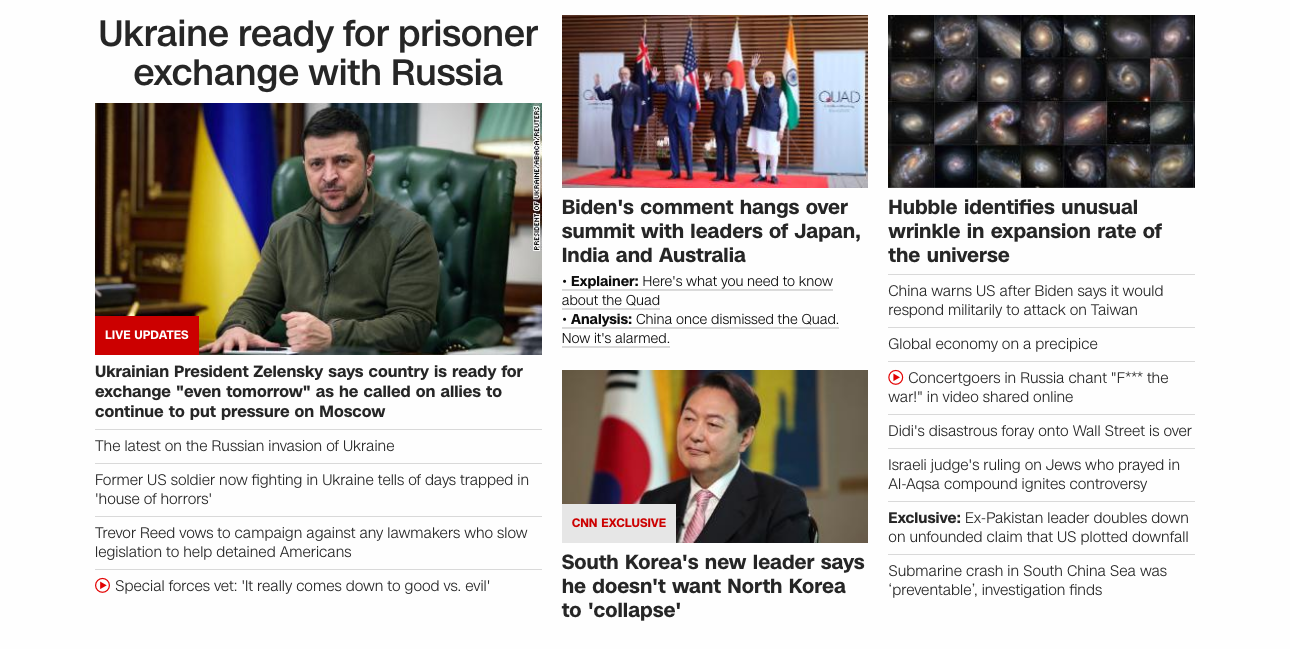 Ukraine ready for prisoner
exchange with Russia
PRESIDENT OF UKRAINE/ABACA/REUTERS
LIVE UPDATES
Ukrainian President Zelensky says country is ready for
exchange "even tomorrow" as he called on allies to
continue to put pressure on Moscow
The latest on the Russian invasion of Ukraine
Former US soldier now fighting in Ukraine tells of days trapped in
'house of horrors'
Trevor Reed vows to campaign against any lawmakers who slow
legislation to help detained Americans
Special forces vet: 'It really comes down to good vs. evil'
QUAD
Biden's comment hangs over
summit with leaders of Japan,
India and Australia
• Explainer: Here's what you need to know
about the Quad
• Analysis: China once dismissed the Quad.
Now it's alarmed.
CNN EXCLUSIVE
South Korea's new leader says
he doesn't want North Korea
to 'collapse'
Hubble identifies unusual
wrinkle in expansion rate of
the universe
China warns US after Biden says it would
respond militarily to attack on Taiwan
Global economy on a precipice
Concertgoers in Russia chant "F*** the
war!" in video shared online
Didi's disastrous foray onto Wall Street is over
Israeli judge's ruling on Jews who prayed in
Al-Aqsa compound ignites controversy
Exclusive: Ex-Pakistan leader doubles down
on unfounded claim that US plotted downfall
Submarine crash in South China Sea was
‘preventable’, investigation finds